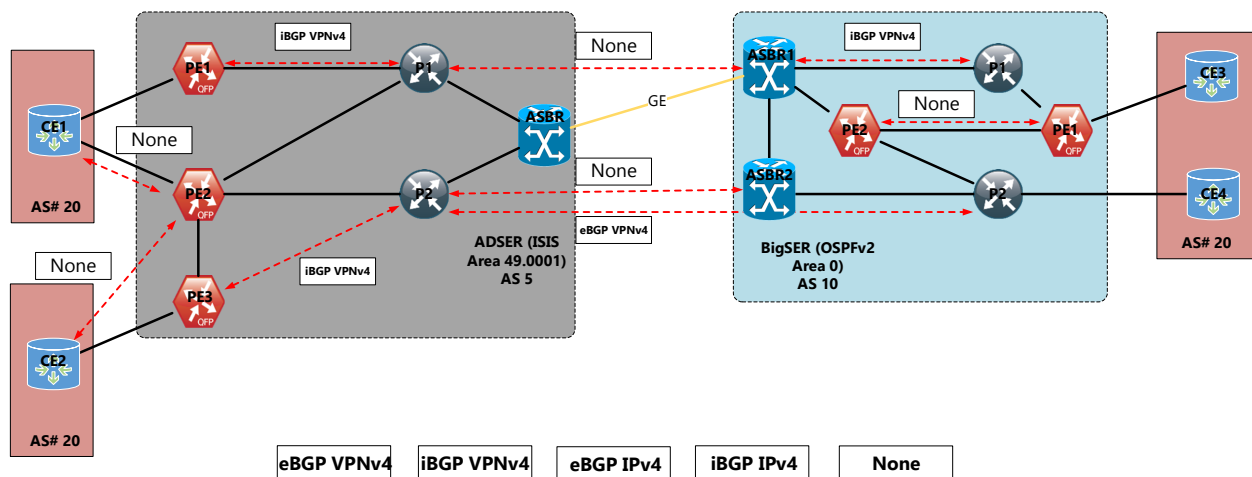 iBGP VPNv4
None
iBGP VPNv4
PE1
OFP
P1
ASBR1
P1
CE3
GE
ASBR
None
CE1
None
PE2
OFP
PE1
OFP
None
AS# 20
PE2
OFP
P2
ASBR2
P2
CE4
eBGP VPNv4
AS# 20
None
iBGP VPNv4
ADSER (ISIS
Area 49.0001)
AS 5
BigSER (OSPFv2
Area 0)
AS 10
PE3
OFP
CE2
AS# 20
eBGP VPNv4
iBGP VPNv4
eBGP IPv4
iBGP IPv4
None